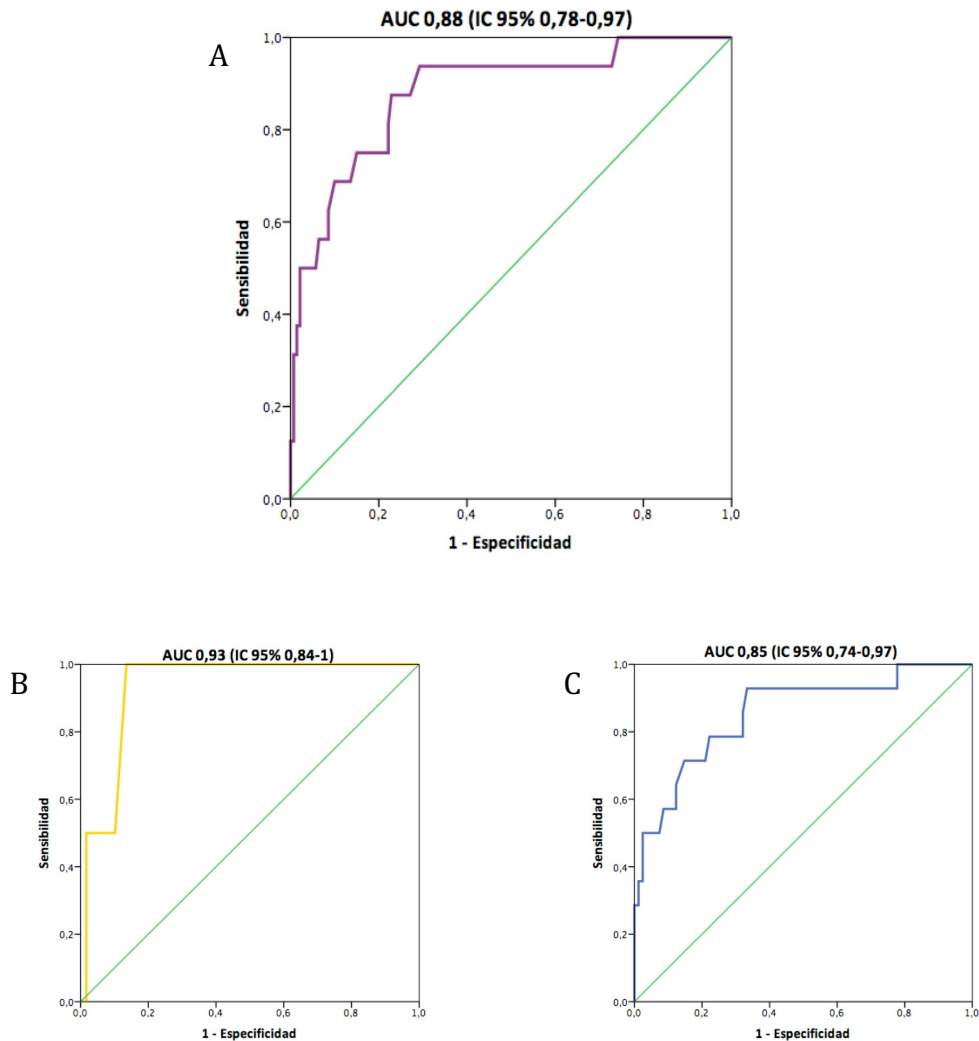 AUC 0,88 (IC 95% 0,78-0,97)
A
1,0
0,8
0,6
0,4
0,2
0,0
Sensibilidad
0,0 0,2 0,4 0,6 0,8 1,0
1 - Especificidad
AUC 0,93 (IC 95% 0,84-1)
B
1,0
0,8
0,6
0,4
0,2
0,0
Sensibilidad
0,0 0,2 0,4 0,6 0,8 1,0
1 - Especificidad
AUC 0,85 (IC 95% 0,74-0,97)
C
1,0
0,8
0,6
0,4
0,2
0,0
Sensibilidad
0,0 0,2 0,4 0,6 0,8 1,0
1 - Especificidad